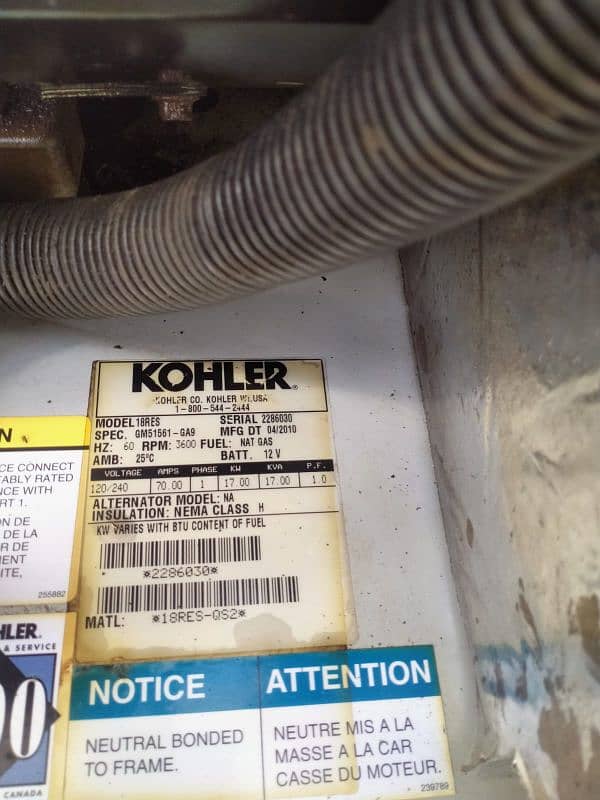 KOHLER®
KOHLER CO. KOHLER WI. USA
1-800-544-2444
MODEL 18RES SERIAL 2286030
SPEC. GM51561-GA9 MFG DT 04/2010
HZ: 60 RPM: 3600 FUEL: NAT GAS
AMB: 25°C BATT. 12 V
VOLTAGE AMPS PHASE KW KVA P.F.
120/240 70.00 1 17.00 17.00 1.0
ALTERNATOR MODEL: NA
INSULATION: NEMA CLASS H
KW VARIES WITH BTU CONTENT OF FUEL
*2286030*
MATL: *18RES-QS2*
N
CE CONNECT
TABLY RATED
NCE WITH
RT 1.
ON DE
DE LA
R DE
MENT
ITE,
255882
HLER.
& SERVICE
00
CANADA
NOTICE
NEUTRAL BONDED
TO FRAME.
ATTENTION
NEUTRE MIS A LA
MASSE A LA CAR
CASSE DU MOTEUR.
239789